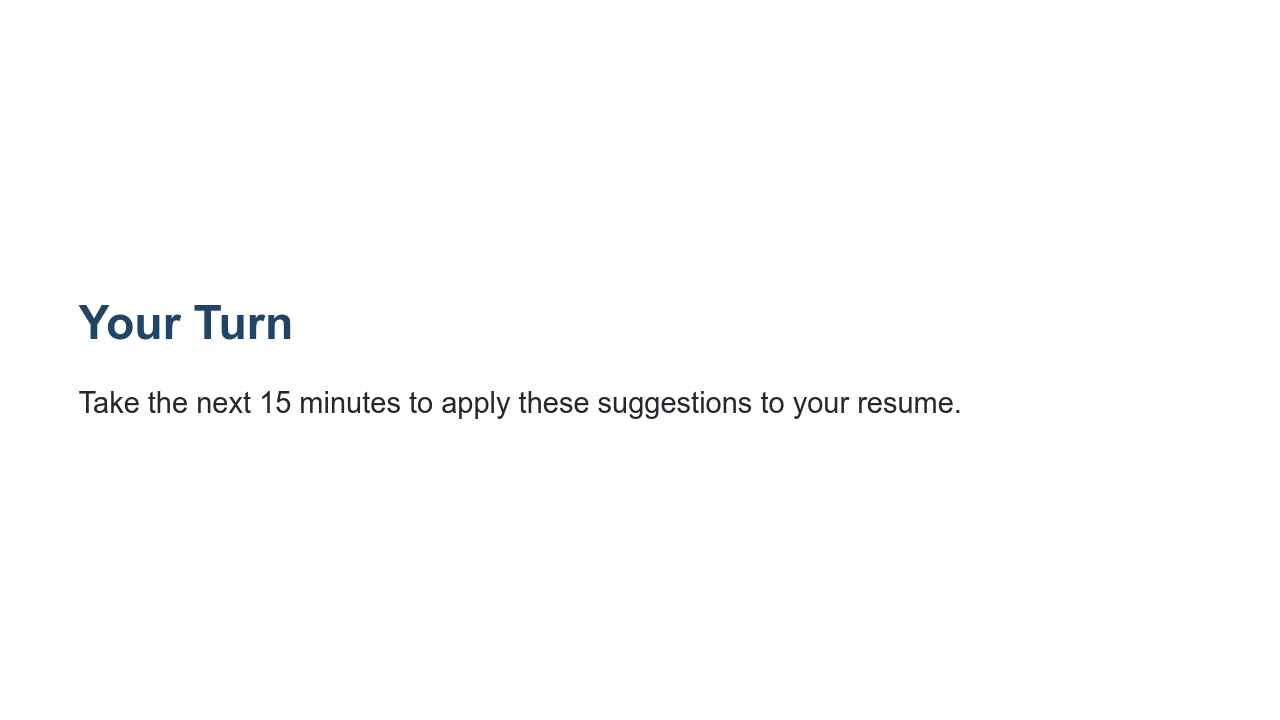 Your Turn
Take the next 15 minutes to apply these suggestions to your resume.